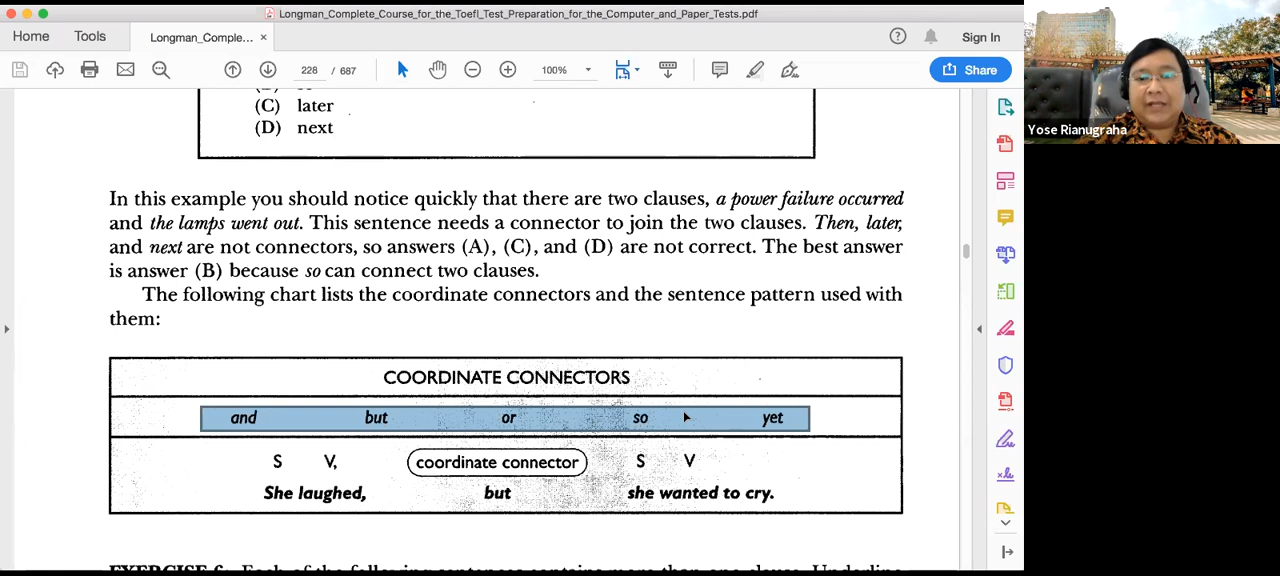 Longman_Complete_Course_for_the_Toefl_Test_Preparation_for_the_Computer_and_Paper_Tests.pdf
Home Tools Longman_Comple... × Sign In
228 / 687 100% Share
Yose Rianugraha
(C) later
(D) next
In this example you should notice quickly that there are two clauses, a power failure occurred
and the lamps went out. This sentence needs a connector to join the two clauses. Then, later,
and next are not connectors, so answers (A), (C), and (D) are not correct. The best answer
is answer (B) because so can connect two clauses.
The following chart lists the coordinate connectors and the sentence pattern used with
them:
COORDINATE CONNECTORS
and but or so yet
S V, coordinate connector S V
She laughed, but she wanted to cry.
EXERCISE 6: Each of the following sentences contains more than one clause. Underline